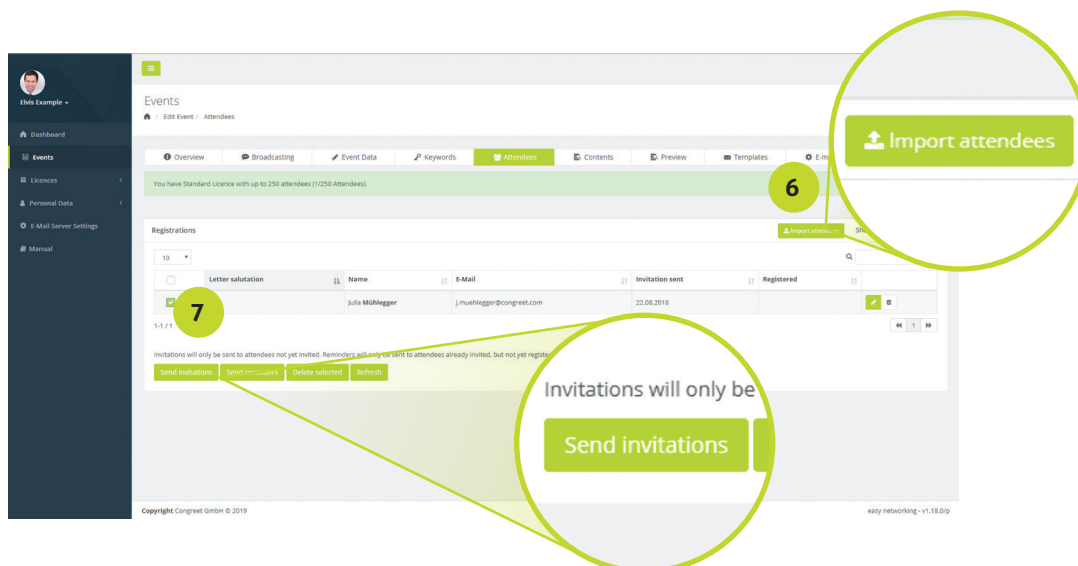 Elvis Example
Dashboard
Events
Licences
Personal Data
E-Mail Server Settings
Manual
Events
/ Edit Event / Attendees
Overview Broadcasting Event Data Keywords Attendees Contents Preview Templates
You have Standard Licence with up to 250 attendees (1/250 Attendees).
6
Import attendees
Registrations
Import attendees
10
Letter salutation Name E-Mail Invitation sent Registered
Julia Mühlegger j.muehlegger@congreet.com 22.08.2018
7
1-1 / 1
1
Invitations will only be sent to attendees not yet invited. Reminders will only be sent to attendees already invited, but not yet
Send invitations Send reminders Delete selected Refresh
Invitations will only be
Send invitations
Copyright Congreet GmbH © 2019
easy networking - v1.18.0/p